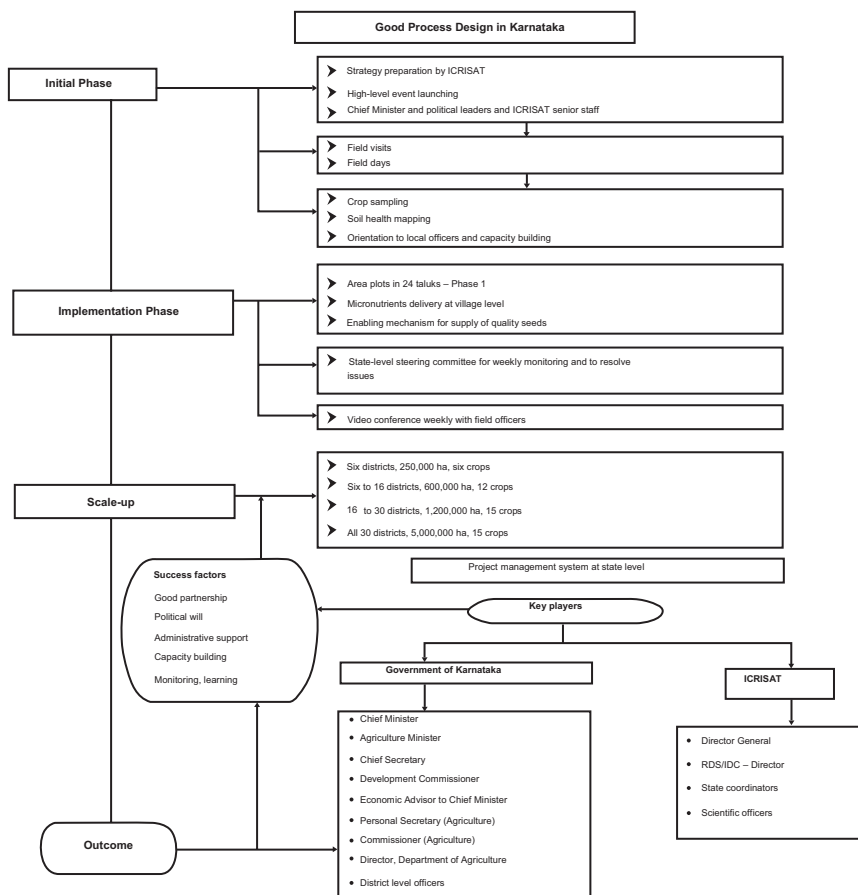 Good Process Design in Karnataka
Initial Phase
Strategy preparation by ICRISAT
High-level event launching
Chief Minister and political leaders and ICRISAT senior staff
Field visits
Field days
Crop sampling
Soil health mapping
Orientation to local officers and capacity building
Implementation Phase
Area plots in 24 taluks – Phase 1
Micronutrients delivery at village level
Enabling mechanism for supply of quality seeds
State-level steering committee for weekly monitoring and to resolve
issues
Video conference weekly with field officers
Scale-up
Six districts, 250,000 ha, six crops
Six to 16 districts, 600,000 ha, 12 crops
16 to 30 districts, 1,200,000 ha, 15 crops
All 30 districts, 5,000,000 ha, 15 crops
Project management system at state level
Success factors
Good partnership
Political will
Administrative support
Capacity building
Monitoring, learning
Key players
Government of Karnataka
• Chief Minister
• Agriculture Minister
• Chief Secretary
• Development Commissioner
• Economic Advisor to Chief Minister
• Personal Secretary (Agriculture)
• Commissioner (Agriculture)
• Director, Department of Agriculture
• District level officers
ICRISAT
• Director General
• RDS/IDC – Director
• State coordinators
• Scientific officers
Outcome